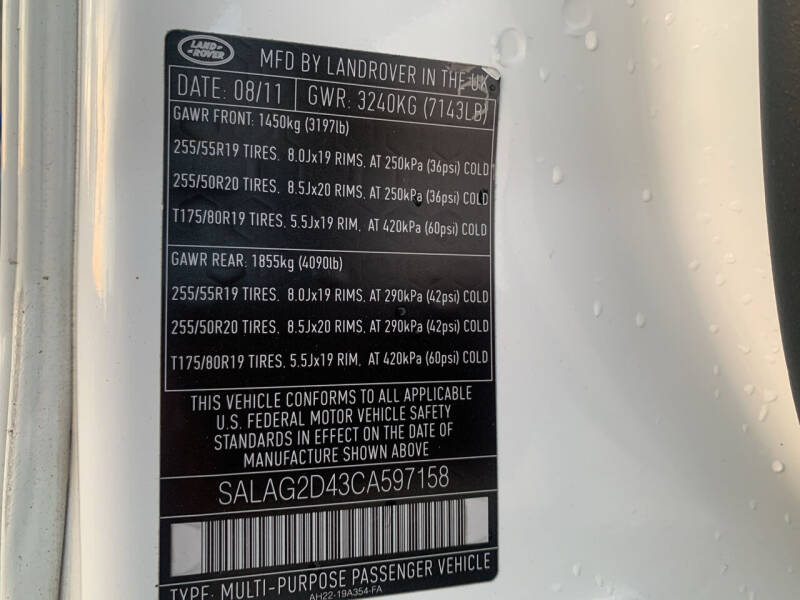 LAND ROVER MFD BY LANDROVER IN THE UK
DATE: 08/11 GWR: 3240KG (7143LB)
GAWR FRONT: 1450kg (3197lb)
255/55R19 TIRES. 8.0Jx19 RIMS. AT 250kPa (36psi) COLD
255/50R20 TIRES. 8.5Jx20 RIMS. AT 250kPa (36psi) COLD
T175/80R19 TIRES. 5.5Jx19 RIM. AT 420kPa (60psi) COLD
GAWR REAR: 1855kg (4090lb)
255/55R19 TIRES. 8.0Jx19 RIMS. AT 290kPa (42psi) COLD
255/50R20 TIRES. 8.5Jx20 RIMS. AT 290kPa (42psi) COLD
T175/80R19 TIRES. 5.5Jx19 RIM. AT 420kPa (60psi) COLD
THIS VEHICLE CONFORMS TO ALL APPLICABLE
U.S. FEDERAL MOTOR VEHICLE SAFETY
STANDARDS IN EFFECT ON THE DATE OF
MANUFACTURE SHOWN ABOVE
SALAG2D43CA597158
TYPE: MULTI-PURPOSE PASSENGER VEHICLE
AH22-19A354-FA